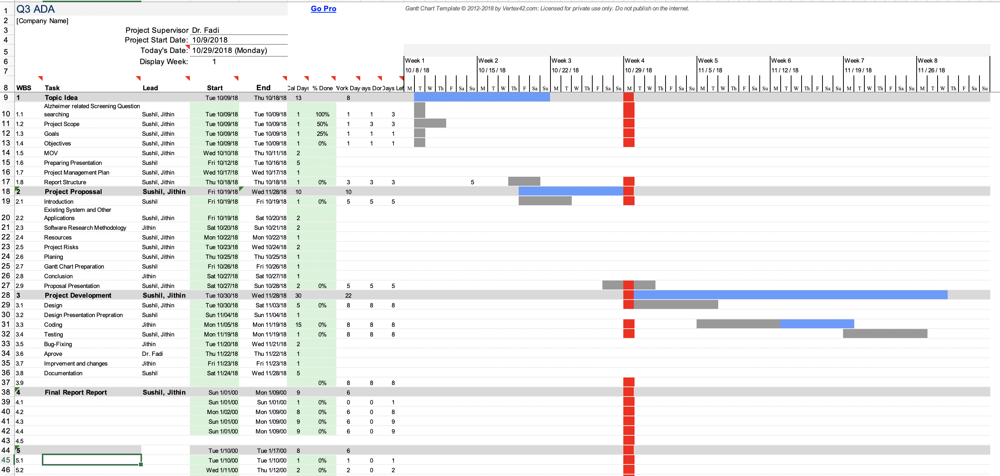 1 Q3 ADA Go Pro Gantt Chart Template © 2012-2018 by Vertex42.com: Licensed for private use only. Do not publish on the internet.
2 [Company Name]
3 Project Supervisor Dr. Fadi
4 Project Start Date: 10/9/2018
5 Today's Date: 10/29/2018 (Monday)
6 Display Week: 1 Week 1 Week 2 Week 3 Week 4 Week 5 Week 6 Week 7 Week 8
7 10 / 8 / 18 10 / 15 / 18 10 / 22 / 18 10 / 29 / 18 11 / 5 / 18 11 / 12 / 18 11 / 19 / 18 11 / 26 / 18
8 WBS Task Lead Start End Cal Days % Done Work Day ays Dor Days Lef M T W Th F Sa Su M T W Th F Sa Su M T W Th F Sa Su M T W Th F Sa Su M T W Th F Sa Su M T W Th F Sa Su M T W Th F Sa Su M T W Th F Sa Su
9 1 Topic Idea Tue 10/09/18 Thu 10/18/18 13 8
Alzheimer related Screening Question
10 1.1 searching Sushil, Jithin Tue 10/09/18 Tue 10/09/18 1 100% 1 1 3
11 1.2 Project Scope Sushil, Jithin Tue 10/09/18 Tue 10/09/18 1 50% 1 3 3
12 1.3 Goals Sushil, Jithin Tue 10/09/18 Tue 10/09/18 1 25% 1 1 1
13 1.4 Objectives Sushil, Jithin Tue 10/09/18 Tue 10/09/18 1 0% 1 1 1
14 1.5 MOV Sushil, Jithin Wed 10/10/18 Thu 10/11/18 2
15 1.6 Preparing Presentation Sushil Fri 10/12/18 Tue 10/16/18 5
16 1.7 Project Management Plan Sushil, Jithin Wed 10/17/18 Wed 10/17/18 1
17 1.8 Report Structure Sushil, Jithin Thu 10/18/18 Thu 10/18/18 1 0% 3 3 3 5
18 2 Project Propossal Sushil, Jithin Fri 10/19/18 Wed 11/28/18 10 10
19 2.1 Introduction Sushil Fri 10/19/18 Fri 10/19/18 1 0% 5 5 5
Existing System and Other
20 2.2 Applications Sushil, Jithin Fri 10/19/18 Sat 10/20/18 2
21 2.3 Software Research Methodology Jithin Sat 10/20/18 Sun 10/21/18 2
22 2.4 Resources Sushil, Jithin Mon 10/22/18 Mon 10/22/18 1
23 2.5 Project Risks Sushil, Jithin Tue 10/23/18 Wed 10/24/18 2
24 2.6 Planing Sushil, Jithin Thu 10/25/18 Thu 10/25/18 1
25 2.7 Gantt Chart Preparation Sushil Fri 10/26/18 Fri 10/26/18 1
26 2.8 Conclusion Jithin Sat 10/27/18 Sat 10/27/18 1
27 2.9 Proposal Presentation Sushil, Jithin Sat 10/27/18 Sun 10/28/18 2 0% 5 5 5
28 3 Project Development Sushil, Jithin Tue 10/30/18 Wed 11/28/18 30 22
29 3.1 Design Sushil, Jithin Tue 10/30/18 Sat 11/03/18 5 0% 8 8 8
30 3.2 Design Presentation Prepration Sushil Sun 11/04/18 Sun 11/04/18 1
31 3.3 Coding Jithin Mon 11/05/18 Mon 11/19/18 15 0% 8 8 8
32 3.4 Testing Sushil, Jithin Mon 11/19/18 Mon 11/19/18 1 0% 8 8 8
33 3.5 Bug-Fixing Jithin Tue 11/20/18 Wed 11/21/18 2
34 3.6 Aprove Dr. Fadi Thu 11/22/18 Thu 11/22/18 1
35 3.7 Imprvement and changes Jithin Fri 11/23/18 Fri 11/23/18 1
36 3.8 Documentation Sushil Sat 11/24/18 Wed 11/28/18 5
37 3.9 0% 8 8 8
38 4 Final Report Report Sushil, Jithin Sun 1/01/00 Mon 1/09/00 9 6
39 4.1 Sun 1/01/00 Sun 1/01/00 1 0% 0 0 1
40 4.2 Mon 1/02/00 Mon 1/09/00 8 0% 6 0 8
41 4.3 Sun 1/01/00 Mon 1/09/00 9 0% 6 0 9
42 4.4 Sun 1/01/00 Mon 1/09/00 9 0% 6 0 9
43 4.5
44 5 Tue 1/10/00 Tue 1/17/00 8 6
45 5.1 Tue 1/10/00 Tue 1/10/00 1 0% 1 0 1
46 5.2 Wed 1/11/00 Thu 1/12/00 2 0% 2 0 2